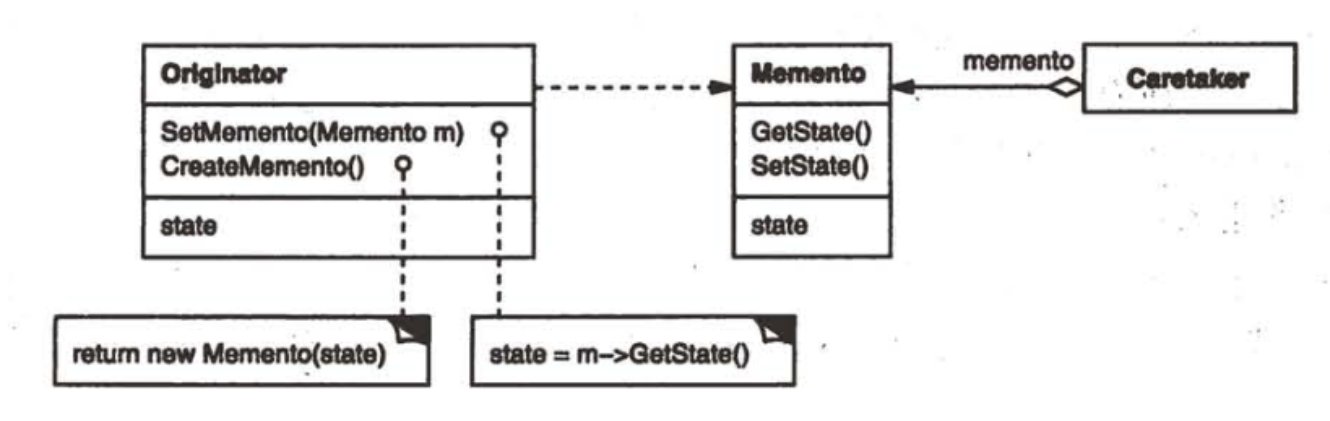 Originator
SetMemento(Memento m)
CreateMemento()
state
return new Memento(state)
state = m->GetState()
Memento
GetState()
SetState()
state
memento
Caretaker